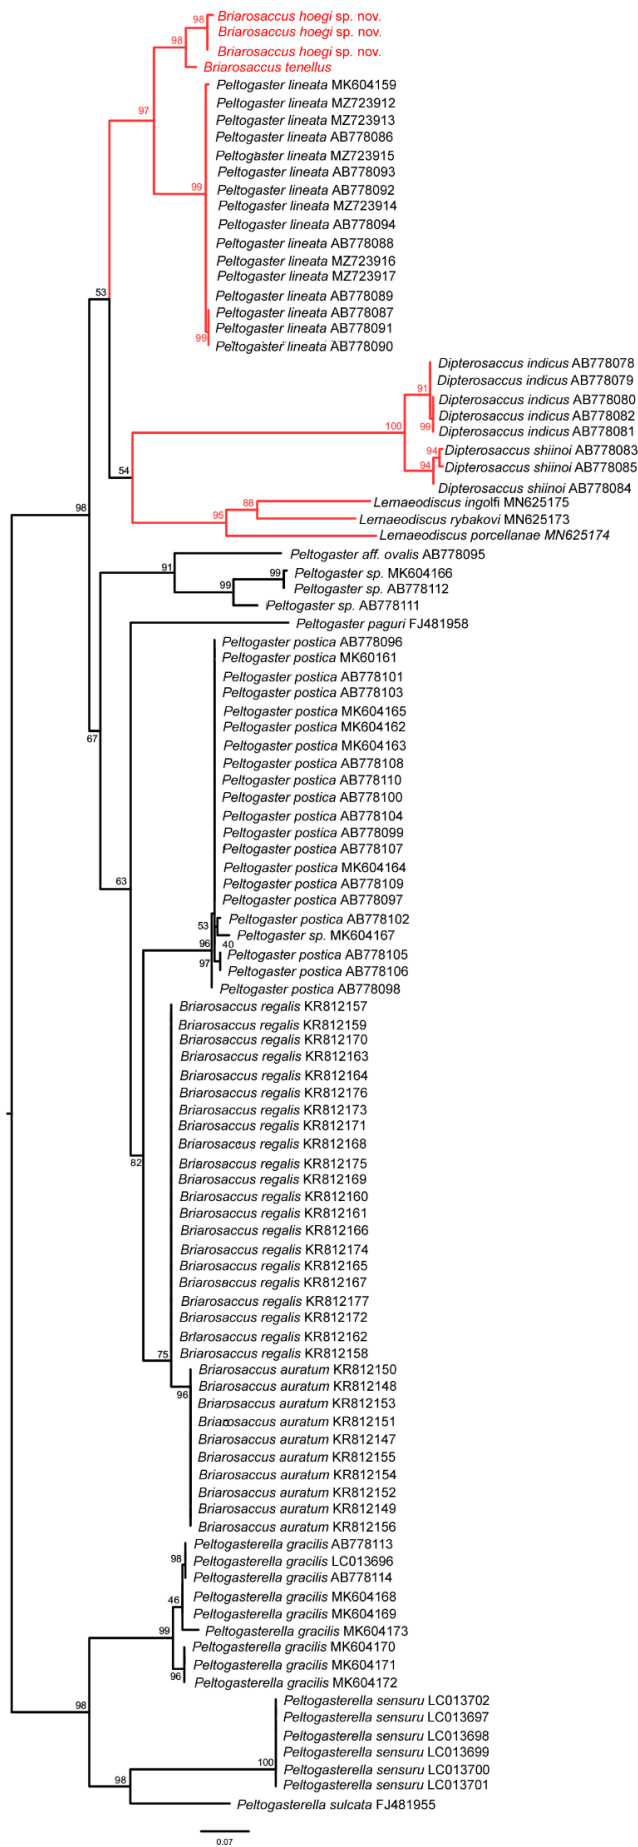 Briarosaccus hoegi sp. nov.
Briarosaccus hoegi sp. nov.
Briarosaccus hoegi sp. nov.
Briarosaccus tenellus
Peltogaster lineata MK604159
Peltogaster lineata MZ723912
Peltogaster lineata MZ723913
Peltogaster lineata AB778086
Peltogaster lineata MZ723915
Peltogaster lineata AB778093
Peltogaster lineata AB778092
Peltogaster lineata MZ723914
Peltogaster lineata AB778094
Peltogaster lineata AB778088
Peltogaster lineata MZ723916
Peltogaster lineata MZ723917
Peltogaster lineata AB778089
Peltogaster lineata AB778087
Peltogaster lineata AB778091
Peltogaster lineata AB778090
Dipterosaccus indicus AB778078
Dipterosaccus indicus AB778079
Dipterosaccus indicus AB778080
Dipterosaccus indicus AB778082
Dipterosaccus indicus AB778081
Dipterosaccus shiinoi AB778083
Dipterosaccus shiinoi AB778085
Dipterosaccus shiinoi AB778084
Lernaeodiscus ingolfi MN625175
Lernaeodiscus rybakovi MN625173
Lernaeodiscus porcellanae MN625174
Peltogaster aff. ovalis AB778095
Peltogaster sp. MK604166
Peltogaster sp. AB778112
Peltogaster sp. AB778111
Peltogaster paguri FJ481958
Peltogaster postica AB778096
Peltogaster postica MK60161
Peltogaster postica AB778101
Peltogaster postica AB778103
Peltogaster postica MK604165
Peltogaster postica MK604162
Peltogaster postica MK604163
Peltogaster postica AB778108
Peltogaster postica AB778110
Peltogaster postica AB778100
Peltogaster postica AB778104
Peltogaster postica AB778099
Peltogaster postica AB778107
Peltogaster postica MK604164
Peltogaster postica AB778109
Peltogaster postica AB778097
Peltogaster postica AB778102
Peltogaster sp. MK604167
Peltogaster postica AB778105
Peltogaster postica AB778106
Peltogaster postica AB778098
Briarosaccus regalis KR812157
Briarosaccus regalis KR812159
Briarosaccus regalis KR812170
Briarosaccus regalis KR812163
Briarosaccus regalis KR812164
Briarosaccus regalis KR812176
Briarosaccus regalis KR812173
Briarosaccus regalis KR812171
Briarosaccus regalis KR812168
Briarosaccus regalis KR812175
Briarosaccus regalis KR812169
Briarosaccus regalis KR812160
Briarosaccus regalis KR812161
Briarosaccus regalis KR812166
Briarosaccus regalis KR812174
Briarosaccus regalis KR812165
Briarosaccus regalis KR812167
Briarosaccus regalis KR812177
Briarosaccus regalis KR812172
Briarosaccus regalis KR812162
Briarosaccus regalis KR812158
Briarosaccus auratum KR812150
Briarosaccus auratum KR812148
Briarosaccus auratum KR812153
Briarosaccus auratum KR812151
Briarosaccus auratum KR812147
Briarosaccus auratum KR812155
Briarosaccus auratum KR812154
Briarosaccus auratum KR812152
Briarosaccus auratum KR812149
Briarosaccus auratum KR812156
Peltogasterella gracilis AB778113
Peltogasterella gracilis LC013696
Peltogasterella gracilis AB778114
Peltogasterella gracilis MK604168
Peltogasterella gracilis MK604169
Peltogasterella gracilis MK604173
Peltogasterella gracilis MK604170
Peltogasterella gracilis MK604171
Peltogasterella gracilis MK604172
Peltogasterella sensuru LC013702
Peltogasterella sensuru LC013697
Peltogasterella sensuru LC013698
Peltogasterella sensuru LC013699
Peltogasterella sensuru LC013700
Peltogasterella sensuru LC013701
Peltogasterella sulcata FJ481955
98
98
97
99
99
53
91
99
100
94
94
54
88
95
98
91
99
99
67
63
53
96
40
97
82
75
96
98
46
99
96
98
100
98
0.07